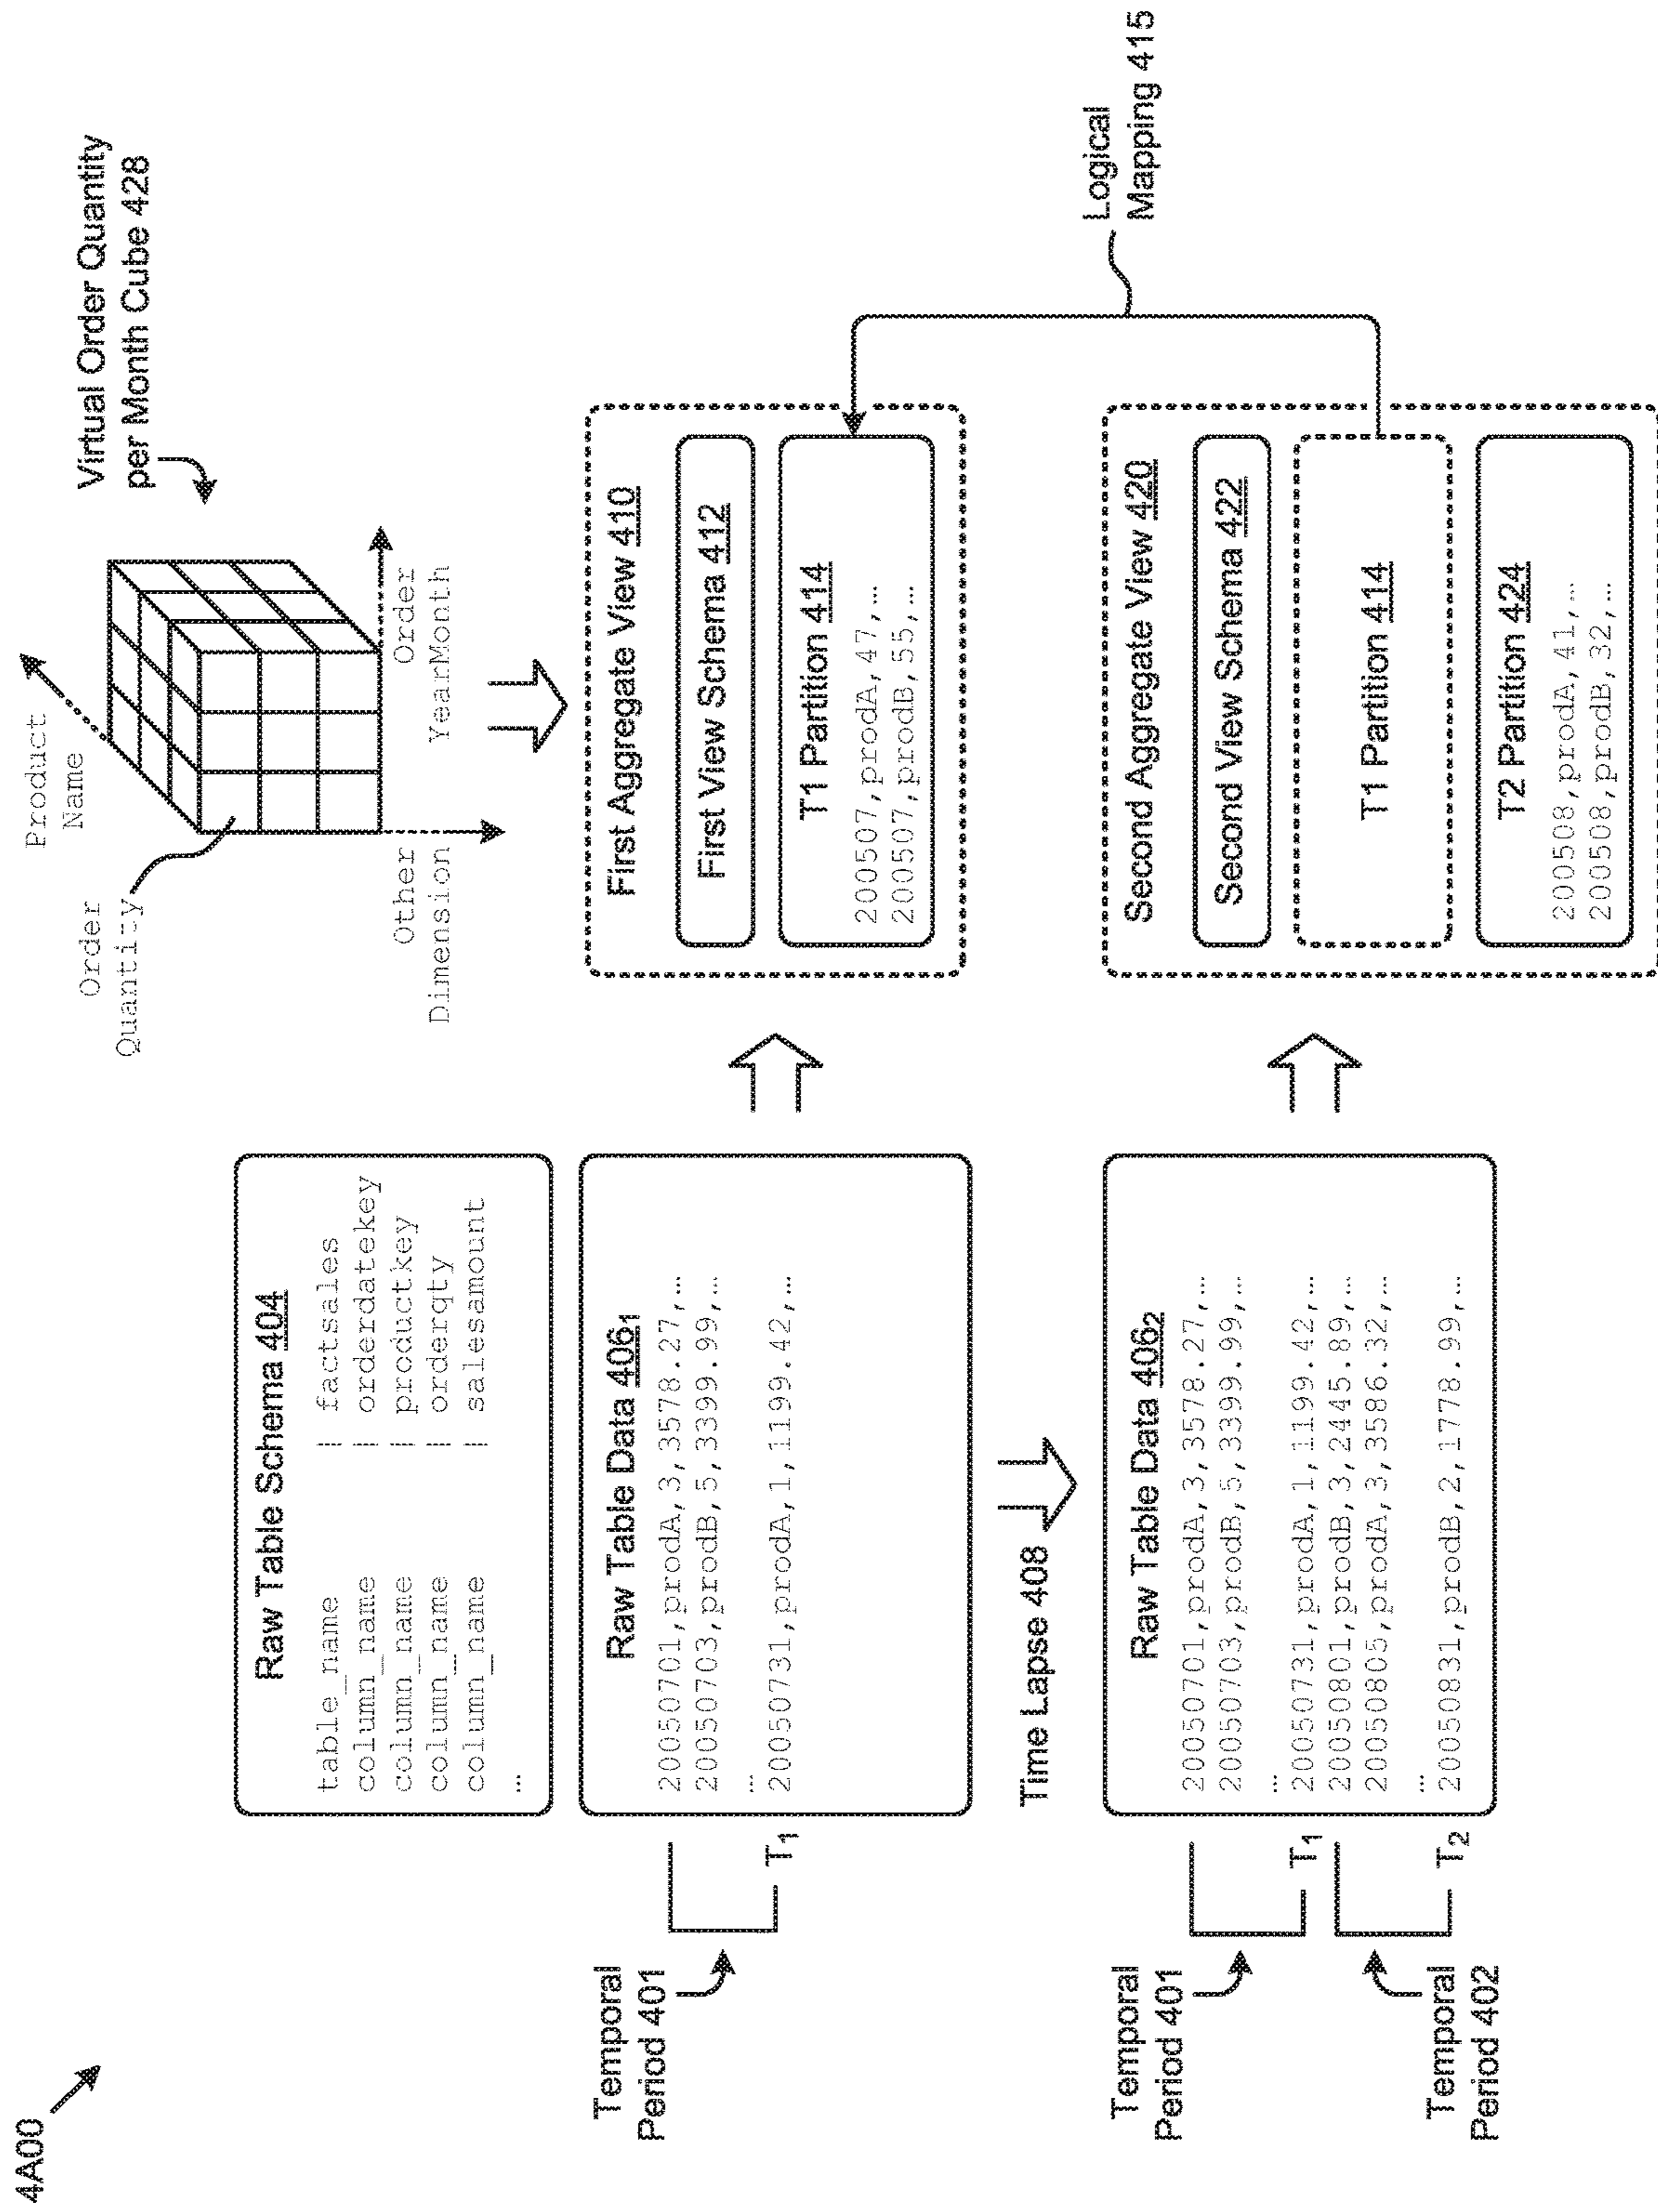 4A00
Virtual Order Quantity
per Month Cube 428
Product
Name
Order
Quantity
Other
Dimension
Order
YearMonth
Raw Table Schema 404
table_name | factsales
column_name | orderdatekey
column_name | productkey
column_name | orderqty
column_name | salesamount
...
Temporal
Period 401
T1
Raw Table Data 406₁
20050701,prodA,3,3578.27,...
20050703,prodB,5,3399.99,...
...
20050731,prodA,1,1199.42,...
First Aggregate View 410
First View Schema 412
T1 Partition 414
200507,prodA,47,...
200507,prodB,55,...
Time Lapse 408
Logical
Mapping 415
Temporal
Period 401
T1
Temporal
Period 402
T2
Raw Table Data 406₂
20050701,prodA,3,3578.27,...
20050703,prodB,5,3399.99,...
...
20050731,prodA,1,1199.42,...
20050801,prodB,3,2445.89,...
20050805,prodA,3,3586.32,...
...
20050831,prodB,2,1778.99,...
Second Aggregate View 420
Second View Schema 422
T1 Partition 414
T2 Partition 424
200508,prodA,41,...
200508,prodB,32,...